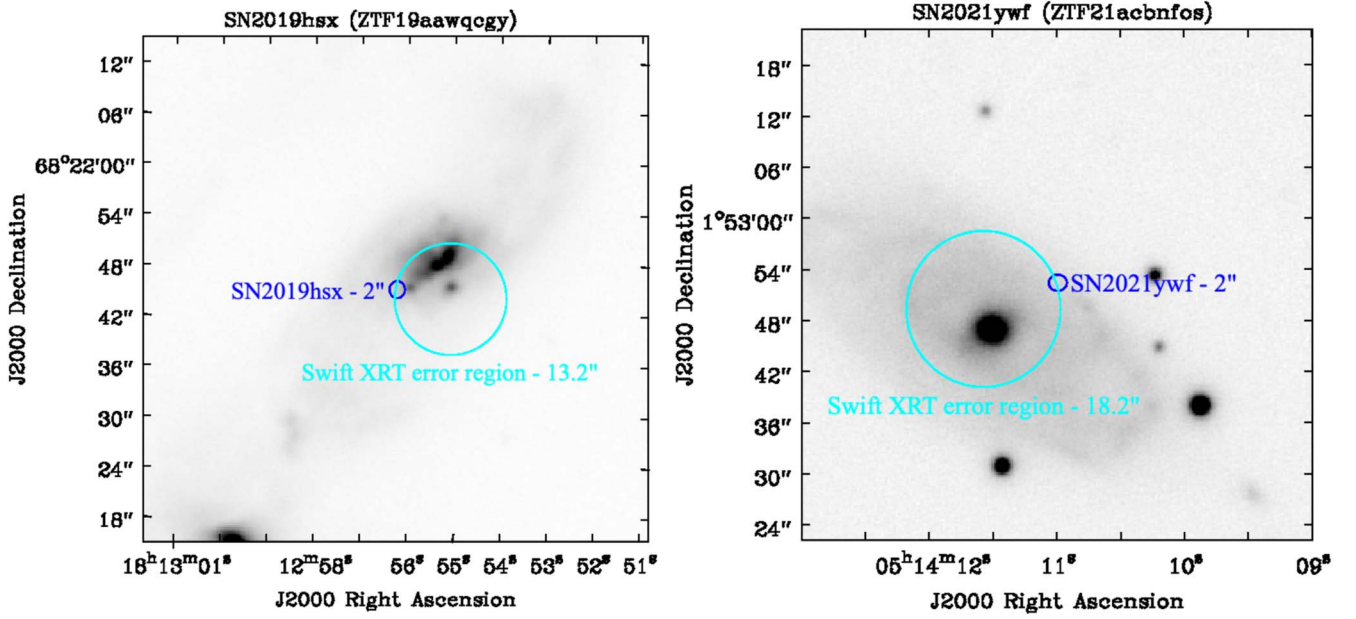 SN2019hsx (ZTF19aawqcgy)
12"
06"
68°22'00"
54"
48"
42"
36"
30"
24"
18"
J2000 Declination
SN2019hsx - 2"
Swift XRT error region - 13.2"
18ʰ13ᵐ01ˢ 12ᵐ58ˢ 56ˢ 55ˢ 54ˢ 53ˢ 52ˢ 51ˢ
J2000 Right Ascension
SN2021ywf (ZTF21acbnfos)
18"
12"
06"
1°53'00"
54"
48"
42"
36"
30"
24"
J2000 Declination
SN2021ywf - 2"
Swift XRT error region - 18.2"
05ʰ14ᵐ12ˢ 11ˢ 10ˢ 09ˢ
J2000 Right Ascension